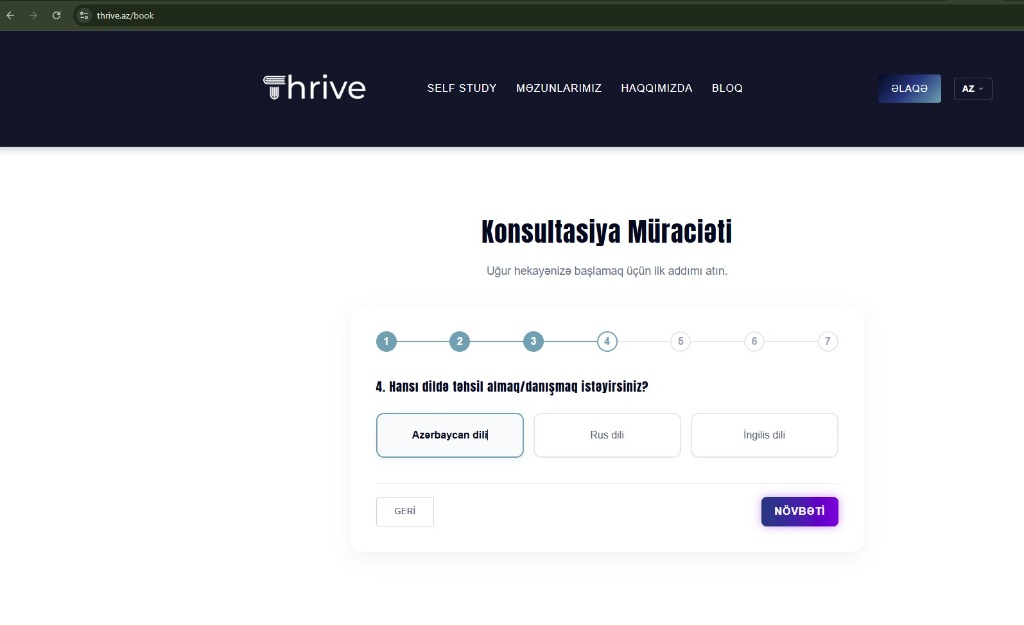 thrive.az/book
Thrive
SELF STUDY
MƏZUNLARIMIZ
HAQQIMIZDA
BLOQ
ƏLAQƏ
AZ
Konsultasiya Müraciəti
Uğur hekayənizə başlamaq üçün ilk addımı atın.
1 2 3 4 5 6 7
4. Hansı dildə təhsil almaq/danışmaq istəyirsiniz?
Azərbaycan dili
Rus dili
İngilis dili
GERİ
NÖVBƏTİ